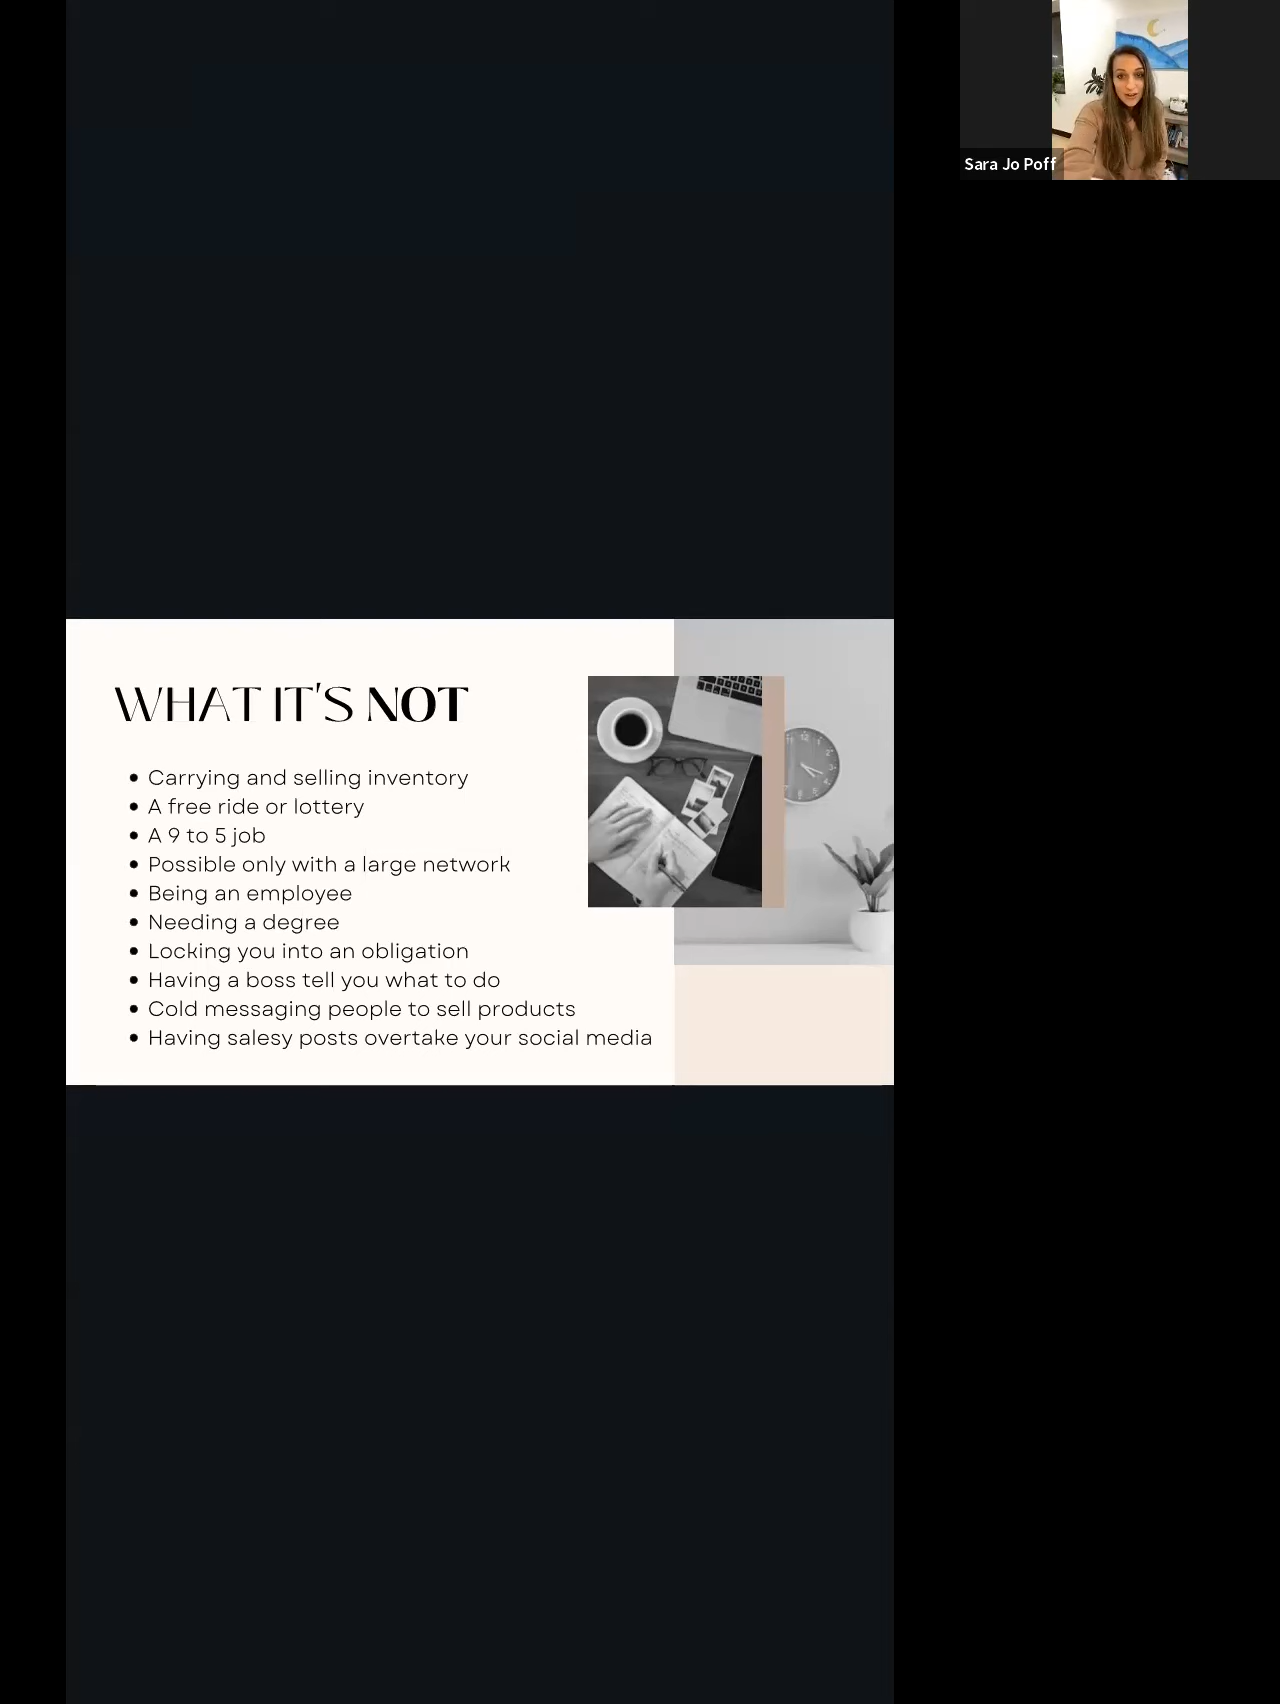 Sara Jo Poff
WHAT IT'S NOT
• Carrying and selling inventory
• A free ride or lottery
• A 9 to 5 job
• Possible only with a large network
• Being an employee
• Needing a degree
• Locking you into an obligation
• Having a boss tell you what to do
• Cold messaging people to sell products
• Having salesy posts overtake your social media